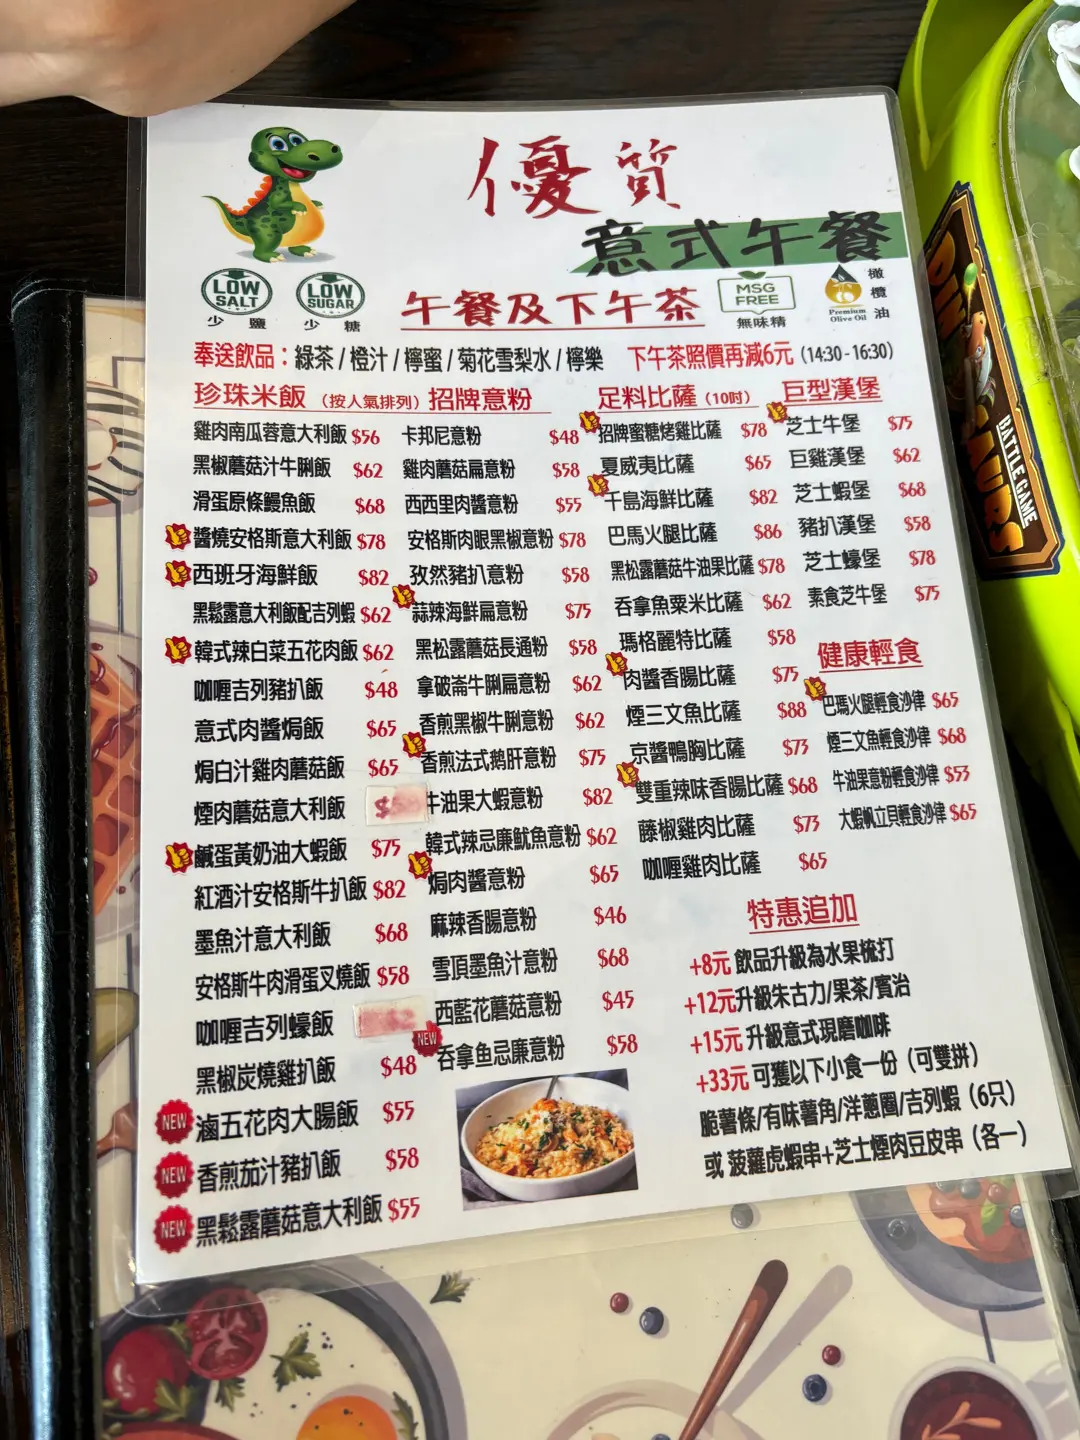 優質
意式午餐
LOW SALT
少鹽
LOW SUGAR
少糖
午餐及下午茶
MSG FREE
無味精
Premium Olive Oil
橄欖油
奉送飲品：綠茶/橙汁/檸蜜/菊花雪梨水/檸樂
下午茶照價再減6元 (14:30-16:30)
珍珠米飯 (按人氣排列)
雞肉南瓜蓉意大利飯 $56
黑椒蘑菇汁牛脷飯 $62
滑蛋原條鰻魚飯 $68
醬燒安格斯意大利飯 $78
西班牙海鮮飯 $82
黑鬆露意大利飯配吉列蝦 $62
韓式辣白菜五花肉飯 $62
咖喱吉列豬扒飯 $48
意式肉醬焗飯 $65
焗白汁雞肉蘑菇飯 $65
煙肉蘑菇意大利飯
鹹蛋黃奶油大蝦飯 $75
紅酒汁安格斯牛扒飯 $82
墨魚汁意大利飯 $68
安格斯牛肉滑蛋叉燒飯 $58
咖喱吉列蠔飯
黑椒炭燒雞扒飯 $48
NEW 滷五花肉大腸飯 $55
NEW 香煎茄汁豬扒飯 $58
NEW 黑鬆露蘑菇意大利飯 $55
招牌意粉
卡邦尼意粉 $48
雞肉蘑菇扁意粉 $58
西西里肉醬意粉 $55
安格斯肉眼黑椒意粉 $78
孜然豬扒意粉 $58
蒜辣海鮮扁意粉 $75
黑松露蘑菇長通粉 $58
拿破崙牛脷扁意粉 $62
香煎黑椒牛脷意粉 $62
香煎法式鹅肝意粉 $75
牛油果大蝦意粉 $82
韓式辣忌廉魷魚意粉 $62
焗肉醬意粉 $65
麻辣香腸意粉 $46
雪頂墨魚汁意粉 $68
西藍花蘑菇意粉 $45
NEW 吞拿鱼忌廉意粉 $58
足料比薩 (10吋)
招牌蜜糖烤雞比薩 $78
夏威夷比薩 $65
千島海鮮比薩 $82
巴馬火腿比薩 $86
黑松露蘑菇牛油果比薩 $78
吞拿魚粟米比薩 $62
瑪格麗特比薩 $58
肉醬香腸比薩 $75
煙三文魚比薩 $88
京醬鴨胸比薩 $73
雙重辣味香腸比薩 $68
藤椒雞肉比薩 $73
咖喱雞肉比薩 $65
巨型漢堡
芝士牛堡 $75
巨雞漢堡 $62
芝士蝦堡 $68
豬扒漢堡 $58
芝士蠔堡 $78
素食芝牛堡 $75
健康輕食
巴瑪火腿輕食沙律 $65
煙三文魚輕食沙律 $68
牛油果意粉輕食沙律 $55
大蝦帆立貝輕食沙律 $65
特惠追加
+8元 飲品升級為水果梳打
+12元升級朱古力/果茶/賓治
+15元 升級意式現磨咖啡
+33元 可獲以下小食一份（可雙拼）
脆薯條/有味薯角/洋蔥圈/吉列蝦（6只）
或 菠蘿虎蝦串+芝士煙肉豆皮串（各一）
BATTLE GAME